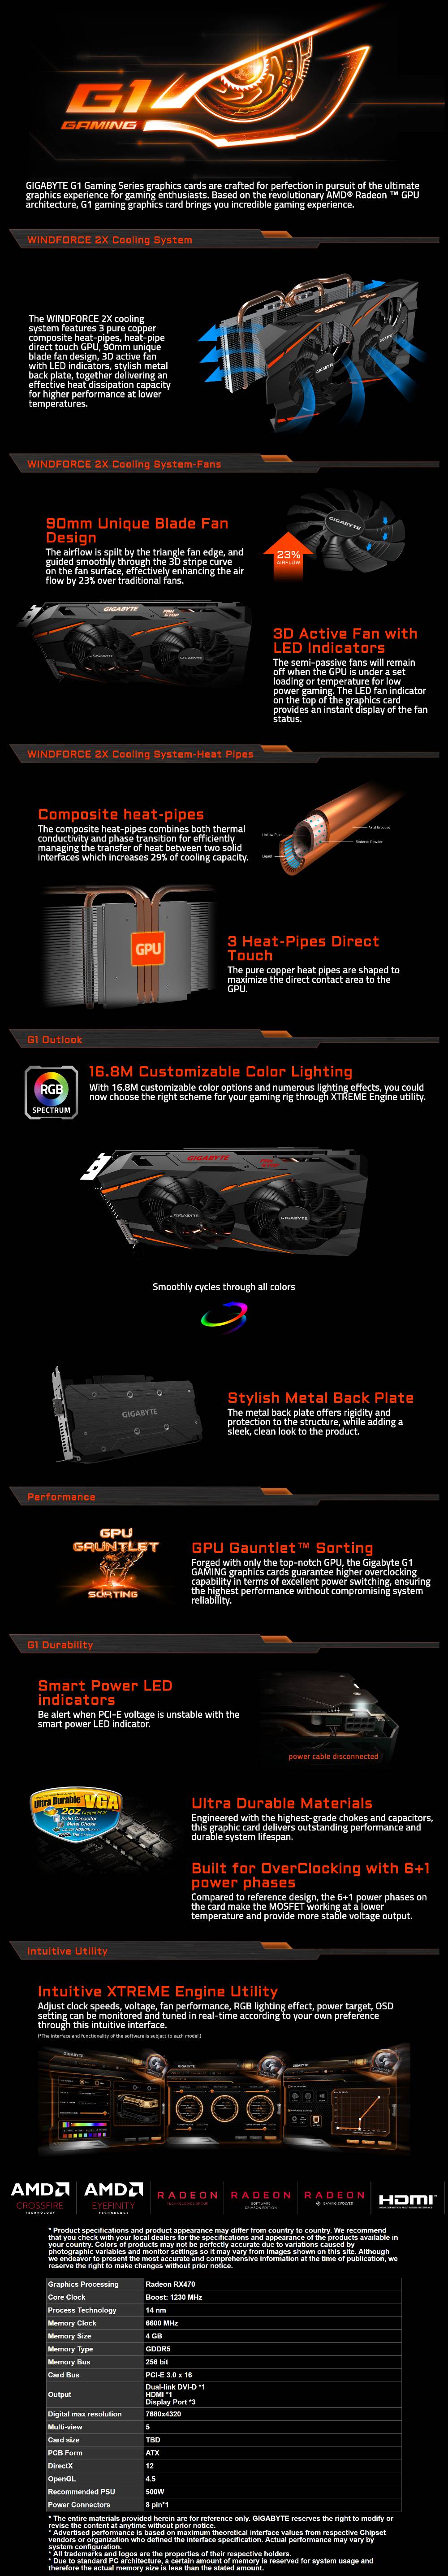 G1
GAMING
GIGABYTE G1 Gaming Series graphics cards are crafted for perfection in pursuit of the ultimate
graphics experience for gaming enthusiasts. Based on the revolutionary AMD® Radeon ™ GPU
architecture, G1 gaming graphics card brings you incredible gaming experience.
WINDFORCE 2X Cooling System
The WINDFORCE 2X cooling
system features 3 pure copper
composite heat-pipes, heat-pipe
direct touch GPU, 90mm unique
blade fan design, 3D active fan
with LED indicators, stylish metal
back plate, together delivering an
effective heat dissipation capacity
for higher performance at lower
temperatures.
GIGABYTE
WINDFORCE 2X Cooling System-Fans
90mm Unique Blade Fan
Design
The airflow is spilt by the triangle fan edge, and
guided smoothly through the 3D stripe curve
on the fan surface, effectively enhancing the air
flow by 23% over traditional fans.
GIGABYTE
23%
AIRFLOW
GIGABYTE
FAN
STOP
GIGABYTE
GIGABYTE
3D Active Fan with
LED Indicators
The semi-passive fans will remain
off when the GPU is under a set
loading or temperature for low
power gaming. The LED fan indicator
on the top of the graphics card
provides an instant display of the fan
status.
WINDFORCE 2X Cooling System-Heat Pipes
Composite heat-pipes
The composite heat-pipes combines both thermal
conductivity and phase transition for efficiently
managing the transfer of heat between two solid
interfaces which increases 29% of cooling capacity.
Hollow Pipe
Axial Grooves
Sintered Powder
Liquid
GPU
3 Heat-Pipes Direct
Touch
The pure copper heat pipes are shaped to
maximize the direct contact area to the
GPU.
G1 Outlook
RGB
SPECTRUM
16.8M Customizable Color Lighting
With 16.8M customizable color options and numerous lighting effects, you could
now choose the right scheme for your gaming rig through XTREME Engine utility.
GIGABYTE
FAN
STOP
GIGABYTE
GIGABYTE
Smoothly cycles through all colors
GIGABYTE
Stylish Metal Back Plate
The metal back plate offers rigidity and
protection to the structure, while adding a
sleek, clean look to the product.
Performance
GPU
GAUNTLET
SORTING
GPU Gauntlet™ Sorting
Forged with only the top-notch GPU, the Gigabyte G1
GAMING graphics cards guarantee higher overclocking
capability in terms of excellent power switching, ensuring
the highest performance without compromising system
reliability.
G1 Durability
Smart Power LED
indicators
Be alert when PCI-E voltage is unstable with the
smart power LED indicator.
power cable disconnected
Ultra Durable VGA
2oz Copper PCB
Solid Capacitor
Metal Choke
Ultra Durable Materials
Engineered with the highest-grade chokes and capacitors,
this graphic card delivers outstanding performance and
durable system lifespan.
Built for OverClocking with 6+1
power phases
Compared to reference design, the 6+1 power phases on
the card make the MOSFET working at a lower
temperature and provide more stable voltage output.
Intuitive Utility
Intuitive XTREME Engine Utility
Adjust clock speeds, voltage, fan performance, RGB lighting effect, power target, OSD
setting can be monitored and tuned in real-time according to your own preference
through this intuitive interface.
(*The interface and functionality of the software is subject to each model.)
GIGABYTE
GIGABYTE
GIGABYTE
AMD
CROSSFIRE
TECHNOLOGY
AMD
EYEFINITY
TECHNOLOGY
RADEON
RADEON
SOFTWARE
RADEON
GAMING EVOLVED
HDMI
* Product specifications and product appearance may differ from country to country. We recommend
that you check with your local dealers for the specifications and appearance of the products available in
your country. Colors of products may not be perfectly accurate due to variations caused by
photographic variables and monitor settings so it may vary from images shown on this site. Although
we endeavor to present the most accurate and comprehensive information at the time of publication, we
reserve the right to make changes without prior notice.
Graphics Processing Radeon RX470
Core Clock Boost: 1230 MHz
Process Technology 14 nm
Memory Clock 6600 MHz
Memory Size 4 GB
Memory Type GDDR5
Memory Bus 256 bit
Card Bus PCI-E 3.0 x 16
Output Dual-link DVI-D *1
HDMI *1
Display Port *3
Digital max resolution 7680x4320
Multi-view 5
Card size TBD
PCB Form ATX
DirectX 12
OpenGL 4.5
Recommended PSU 500W
Power Connectors 8 pin*1
* The entire materials provided herein are for reference only. GIGABYTE reserves the right to modify or
revise the content at anytime without prior notice.
* Advertised performance is based on maximum theoretical interface values from respective Chipset
vendors or organization who defined the interface specification. Actual performance may vary by
system configuration.
* All trademarks and logos are the properties of their respective holders.
* Due to standard PC architecture, a certain amount of memory is reserved for system usage and
therefore the actual memory size is less than the stated amount.